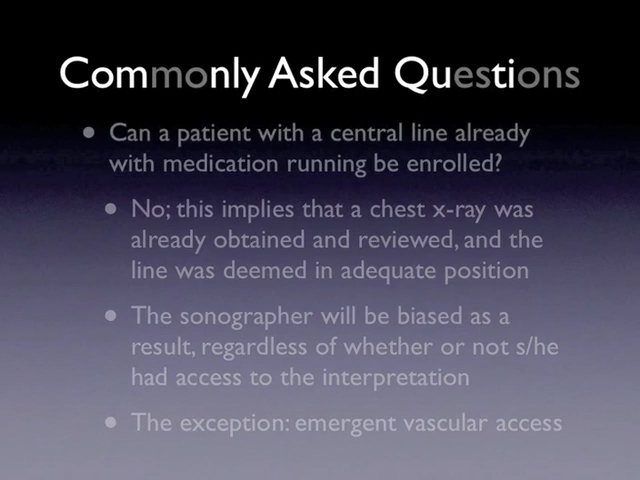 Commonly Asked Questions
• Can a patient with a central line already
with medication running be enrolled?
• No; this implies that a chest x-ray was
already obtained and reviewed, and the
line was deemed in adequate position
• The sonographer will be biased as a
result, regardless of whether or not s/he
had access to the interpretation
• The exception: emergent vascular access